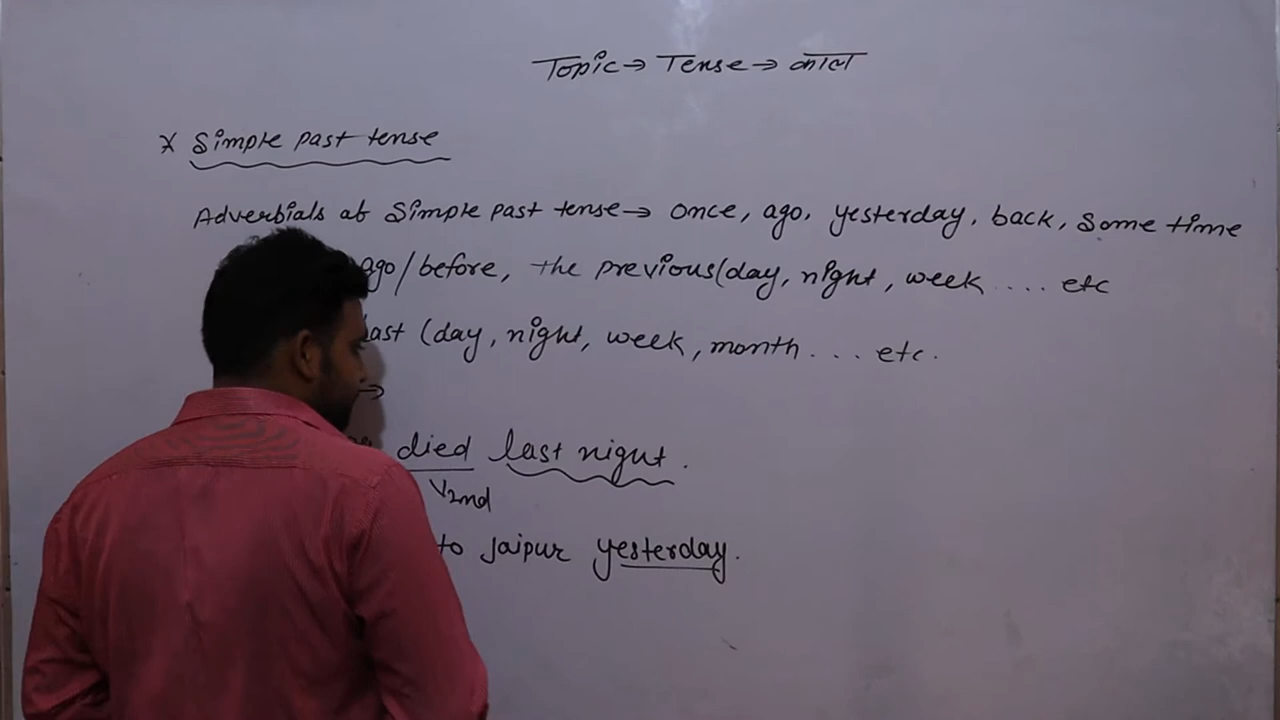 Topic → Tense → काल
* Simple past tense
Adverbials of Simple past tense → once, ago, yesterday, back, some time
ago/before, the previous(day, night, week .... etc
last (day, night, week, month .... etc.
→
died last night.
V2nd
to Jaipur yesterday.